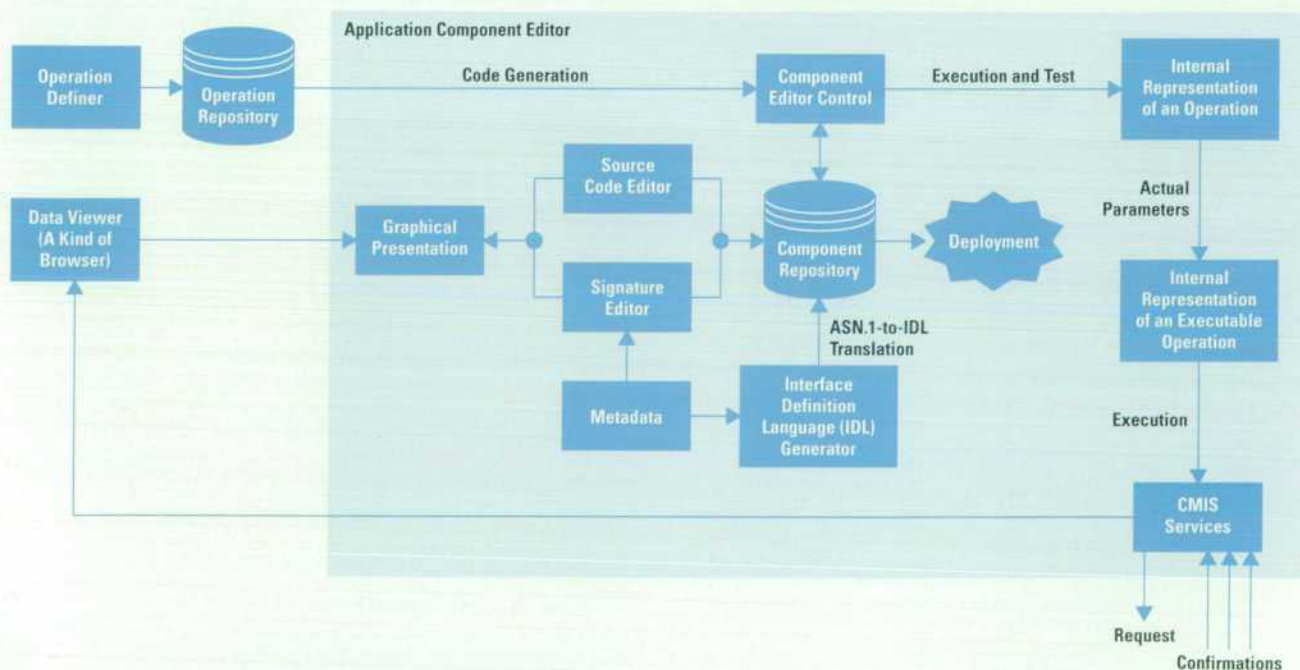 Application Component Editor
Operation
Definer
Operation
Repository
Code Generation
Component
Editor Control
Execution and Test
Internal
Representation
of an Operation
Source
Code Editor
Actual
Parameters
Data Viewer
(A Kind of
Browser)
Graphical
Presentation
Component
Repository
Deployment
Signature
Editor
Internal
Representation
of an Executable
Operation
ASN.1-to-IDL
Translation
Metadata
Interface
Definition
Language (IDL)
Generator
Execution
CMIS
Services
Request
Confirmations